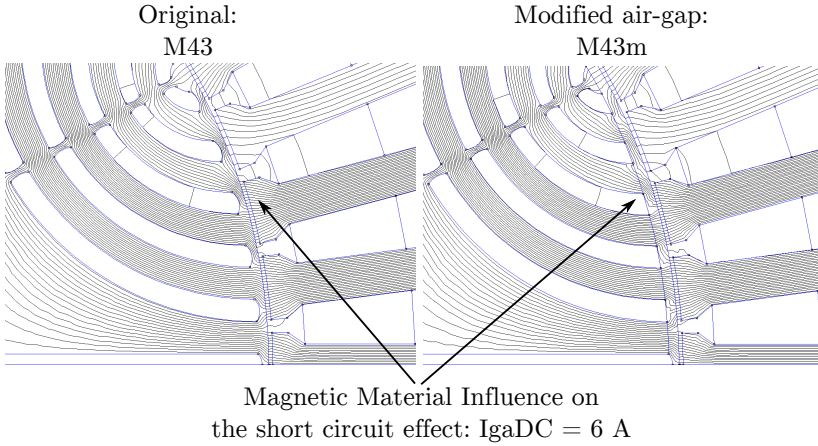 Original:
M43
Modified air-gap:
M43m
Magnetic Material Influence on
the short circuit effect: IgaDC = 6 A